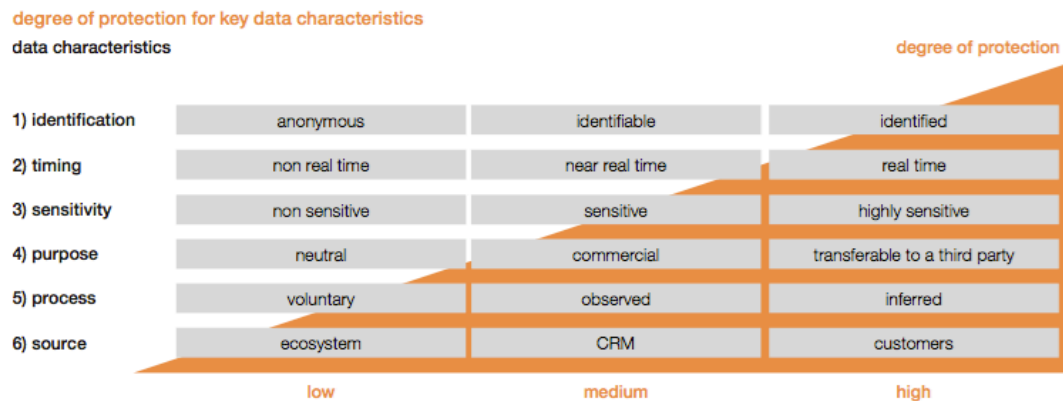 degree of protection for key data characteristics
data characteristics degree of protection
1) identification anonymous identifiable identified
2) timing non real time near real time real time
3) sensitivity non sensitive sensitive highly sensitive
4) purpose neutral commercial transferable to a third party
5) process voluntary observed inferred
6) source ecosystem CRM customers
low medium high